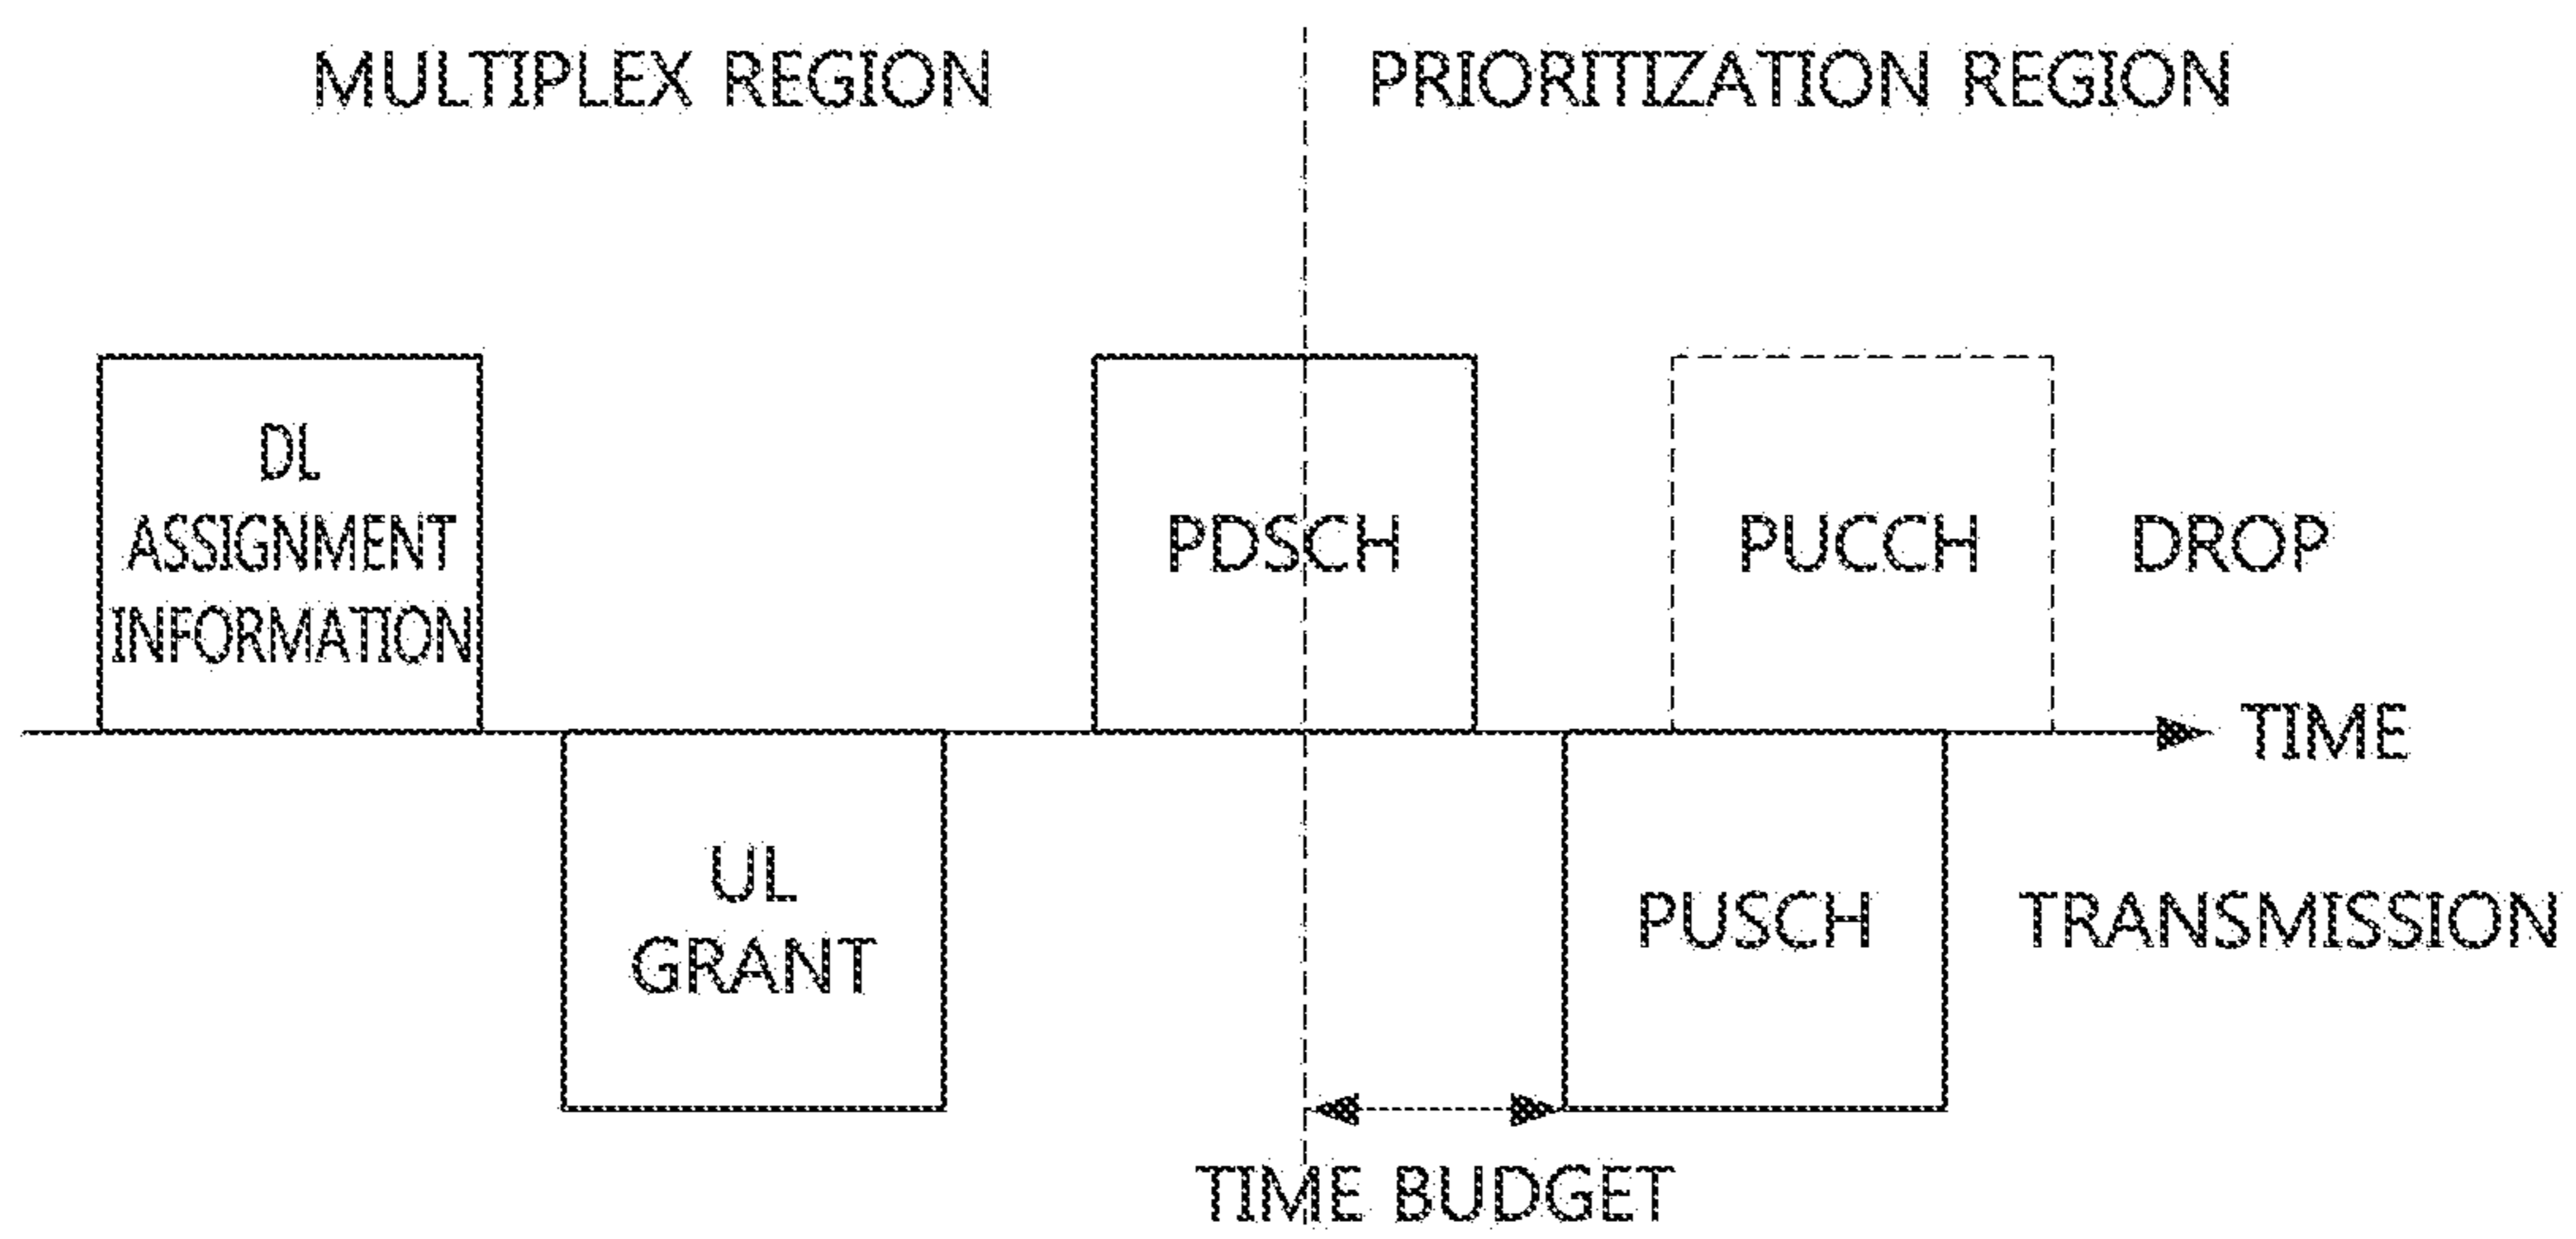 MULTIPLEX REGION
PRIORITIZATION REGION
DL
ASSIGNMENT
INFORMATION
PDSCH
PUCCH
DROP
TIME
UL
GRANT
PUSCH
TRANSMISSION
TIME BUDGET